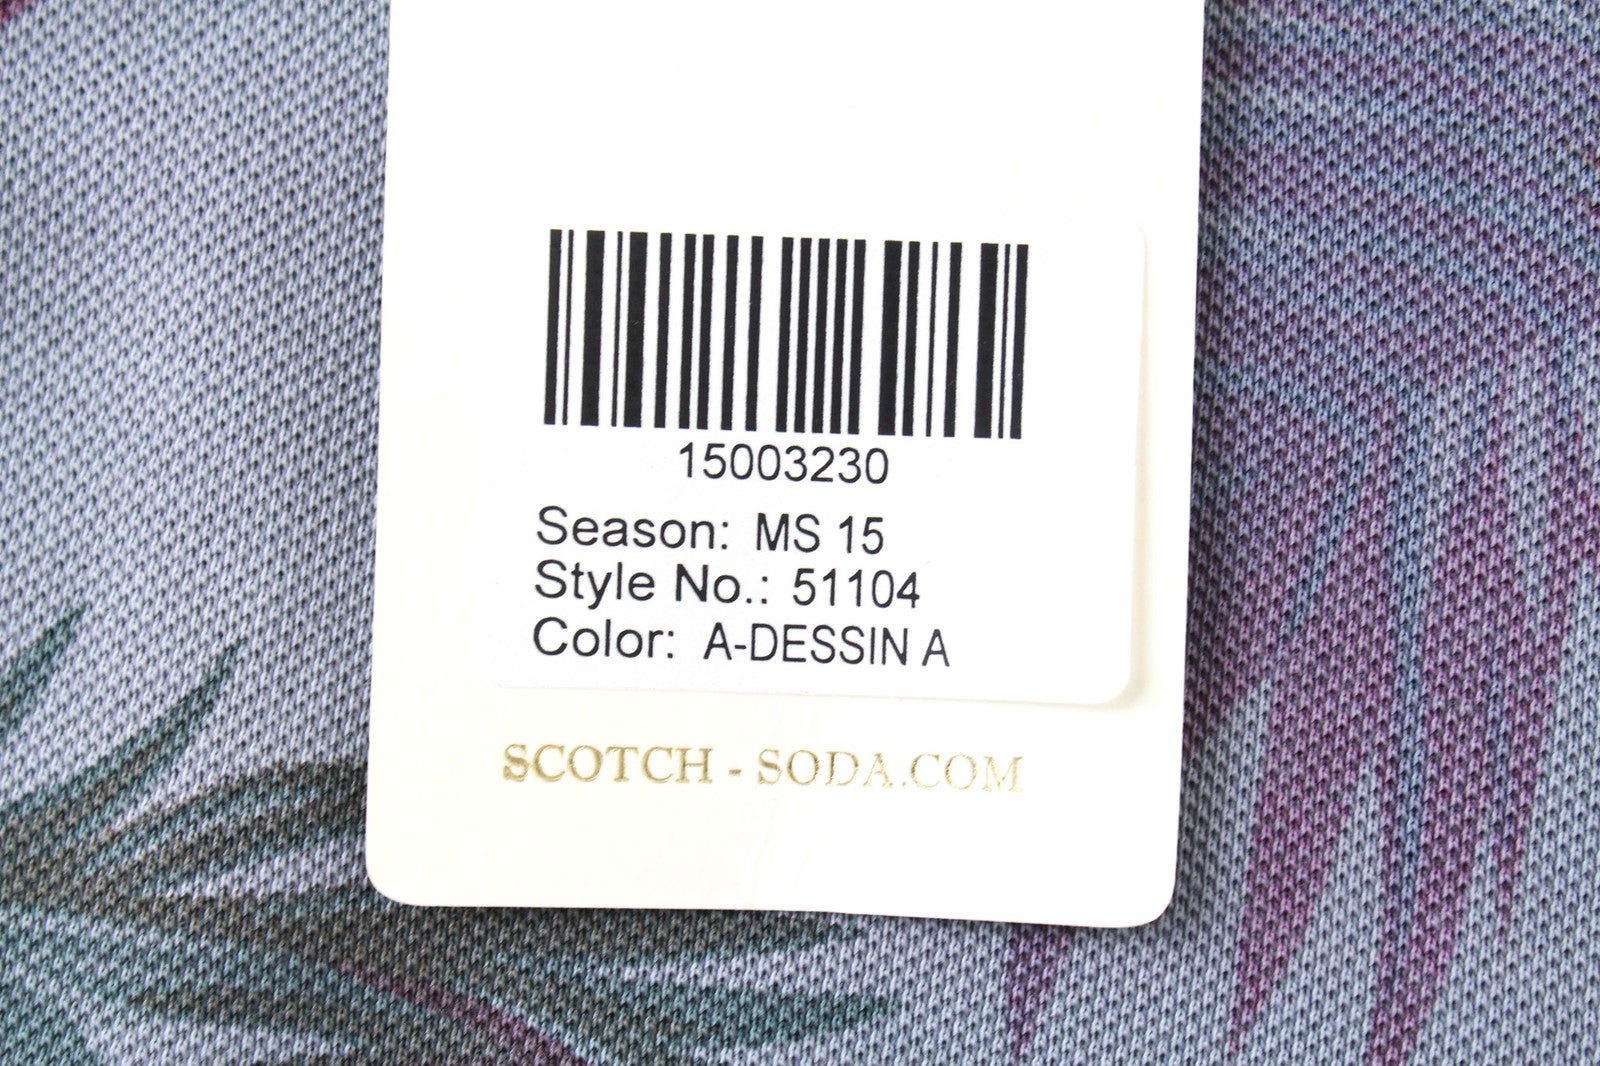 15003230
Season: MS 15
Style No.: 51104
Color: A-DESSIN A
SCOTCH - SODA.COM